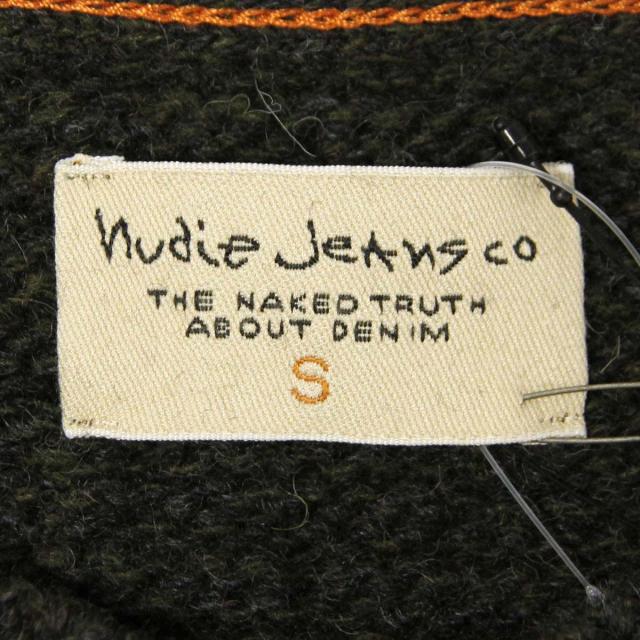 Nudie Jeans co
THE NAKED TRUTH
ABOUT DENIM
S